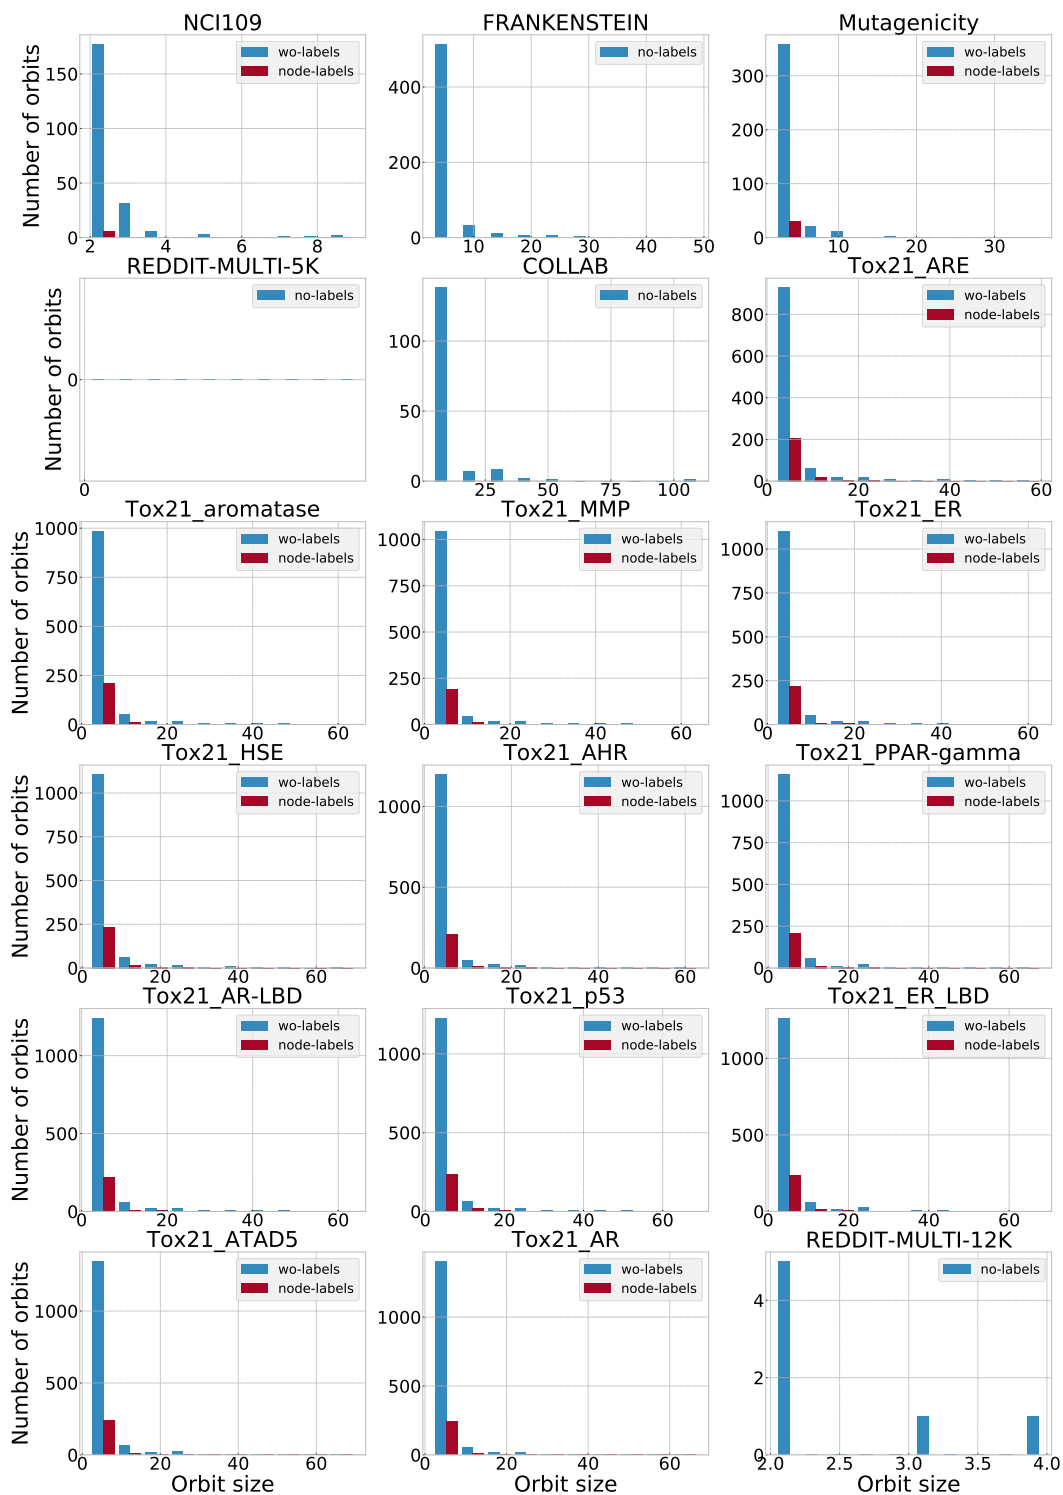 NCI109 FRANKENSTEIN Mutagenicity
Number of orbits
150
100
50
0
2 4 6 8
wo-labels
node-labels
400
200
0
10 20 30 40 50
no-labels
300
200
100
0
10 20 30
wo-labels
node-labels
REDDIT-MULTI-5K COLLAB Tox21_ARE
Number of orbits
0
0
no-labels
100
50
0
25 50 75 100
no-labels
800
600
400
200
0
0 20 40 60
wo-labels
node-labels
Tox21_aromatase Tox21_MMP Tox21_ER
Number of orbits
1000
750
500
250
0
0 20 40 60
wo-labels
node-labels
1000
750
500
250
0
0 20 40 60
wo-labels
node-labels
1000
750
500
250
0
0 20 40 60
wo-labels
node-labels
Tox21_HSE Tox21_AHR Tox21_PPAR-gamma
Number of orbits
1000
750
500
250
0
0 20 40 60
wo-labels
node-labels
1000
500
0
0 20 40 60
wo-labels
node-labels
1000
750
500
250
0
0 20 40 60
wo-labels
node-labels
Tox21_AR-LBD Tox21_p53 Tox21_ER_LBD
Number of orbits
1000
500
0
0 20 40 60
wo-labels
node-labels
1000
500
0
0 20 40 60
wo-labels
node-labels
1000
500
0
0 20 40 60
wo-labels
node-labels
Tox21_ATAD5 Tox21_AR REDDIT-MULTI-12K
Number of orbits
1000
500
0
0 20 40 60
wo-labels
node-labels
Orbit size
1000
500
0
0 20 40 60
wo-labels
node-labels
Orbit size
4
2
0
2.0 2.5 3.0 3.5 4.0
no-labels
Orbit size